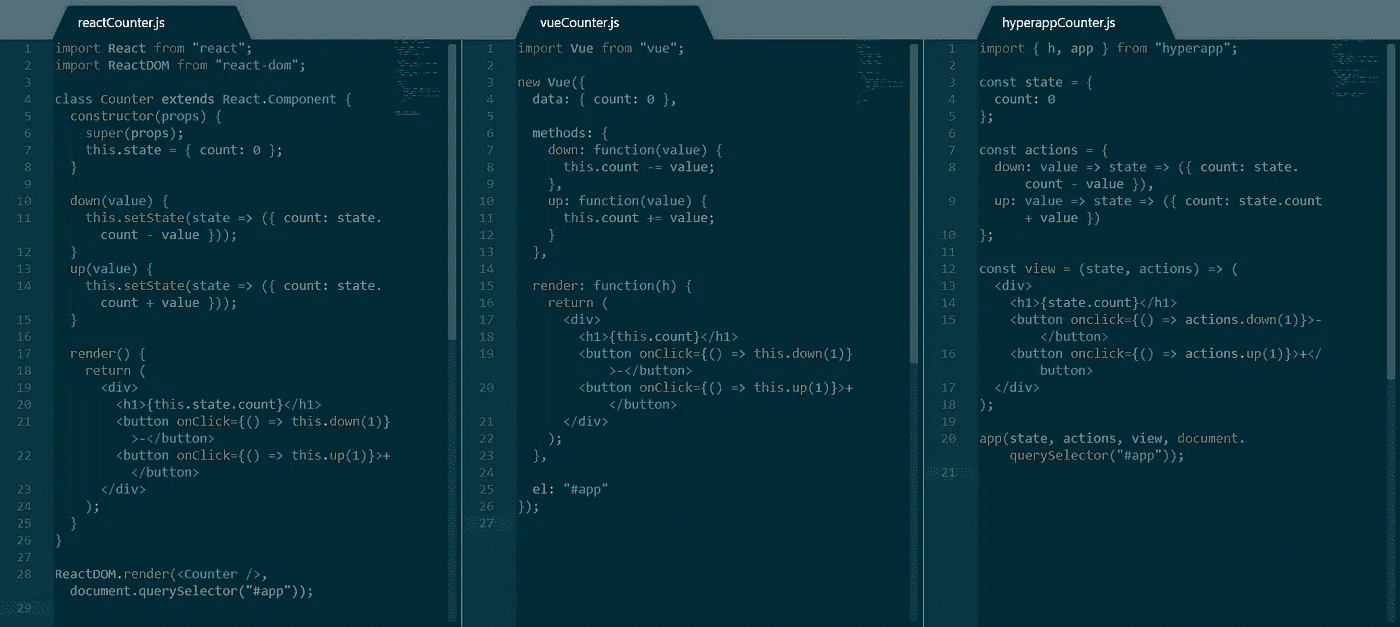 reactCounter.js
1 import React from "react";
2 import ReactDOM from "react-dom";
3
4 class Counter extends React.Component {
5 constructor(props) {
6 super(props);
7 this.state = { count: 0 };
8 }
9
10 down(value) {
11 this.setState(state => ({ count: state.
count - value }));
12 }
13 up(value) {
14 this.setState(state => ({ count: state.
count + value }));
15 }
16
17 render() {
18 return (
19 <div>
20 <h1>{this.state.count}</h1>
21 <button onClick={() => this.down(1)}
>-</button>
22 <button onClick={() => this.up(1)}>+
</button>
23 </div>
24 );
25 }
26 }
27
28 ReactDOM.render(<Counter />,
document.querySelector("#app"));
29
vueCounter.js
1 import Vue from "vue";
2
3 new Vue({
4 data: { count: 0 },
5
6 methods: {
7 down: function(value) {
8 this.count -= value;
9 },
10 up: function(value) {
11 this.count += value;
12 }
13 },
14
15 render: function(h) {
16 return (
17 <div>
18 <h1>{this.count}</h1>
19 <button onClick={() => this.down(1)}
>-</button>
20 <button onClick={() => this.up(1)}>+
</button>
21 </div>
22 );
23 },
24
25 el: "#app"
26 });
27
hyperappCounter.js
1 import { h, app } from "hyperapp";
2
3 const state = {
4 count: 0
5 };
6
7 const actions = {
8 down: value => state => ({ count: state.
count - value }),
9 up: value => state => ({ count: state.count
+ value })
10 };
11
12 const view = (state, actions) => (
13 <div>
14 <h1>{state.count}</h1>
15 <button onclick={() => actions.down(1)}>-
</button>
16 <button onclick={() => actions.up(1)}>+</
button>
17 </div>
18 );
19
20 app(state, actions, view, document.
querySelector("#app"));
21